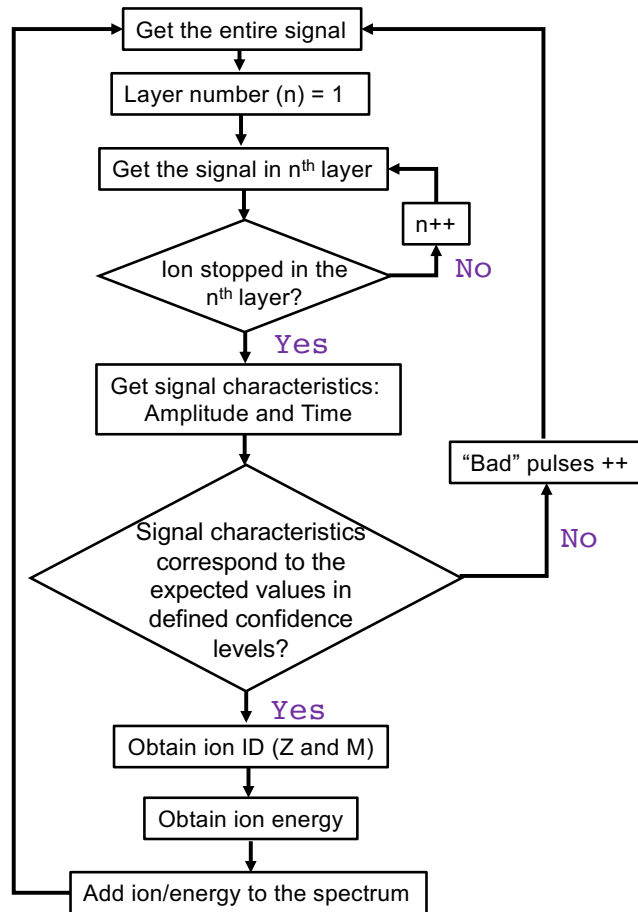 Get the entire signal
Layer number (n) = 1
Get the signal in nth layer
n++
Ion stopped in the
nth layer?
No
Yes
Get signal characteristics:
Amplitude and Time
"Bad" pulses ++
Signal characteristics
correspond to the
expected values in
defined confidence
levels?
No
Yes
Obtain ion ID (Z and M)
Obtain ion energy
Add ion/energy to the spectrum